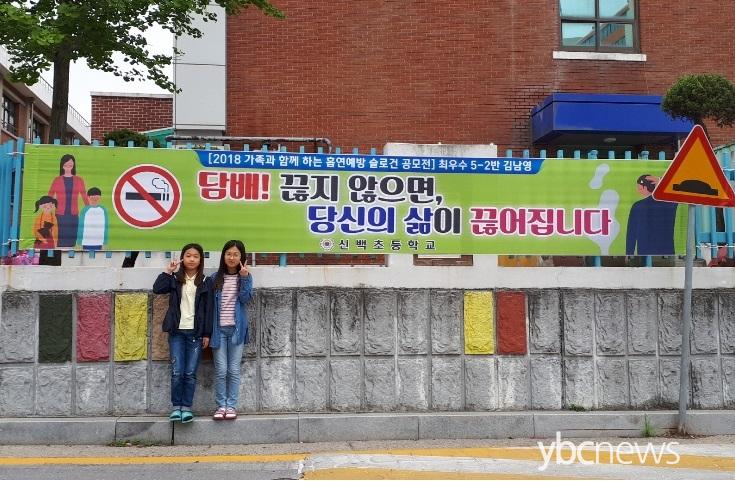 [2018 가족과 함께 하는 흡연예방 슬로건 공모전] 최우수 5-2반 김남영
담배! 끊지 않으면,
당신의 삶이 끊어집니다
신백초등학교
ybcnews